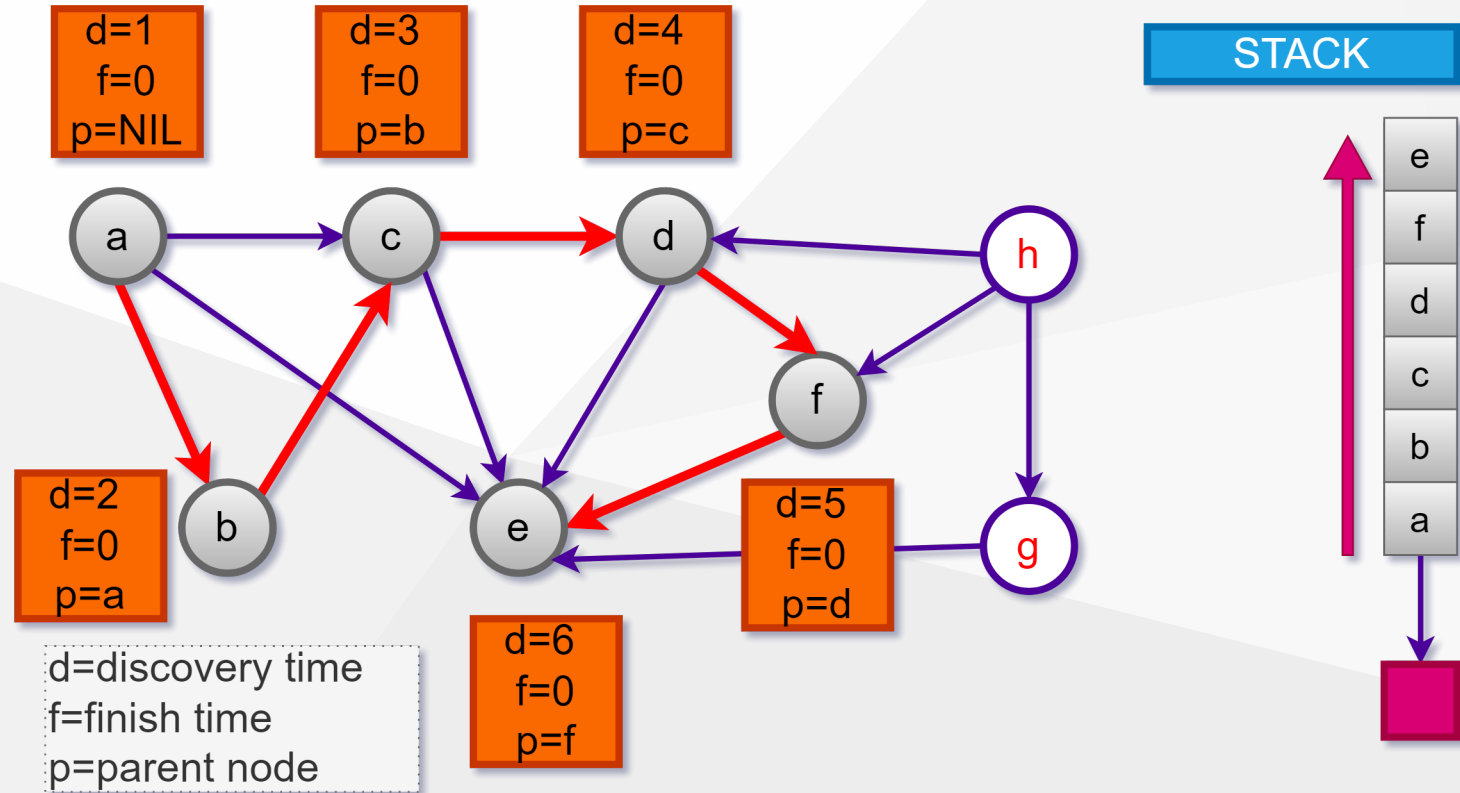 d=1
f=0
p=NIL
d=3
f=0
p=b
d=4
f=0
p=c
STACK
a
c
d
h
e
f
d
c
b
a
f
d=2
f=0
p=a
b
e
d=5
f=0
p=d
g
d=6
f=0
p=f
d=discovery time
f=finish time
p=parent node